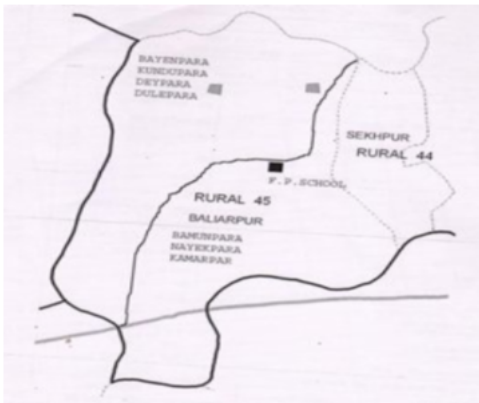 BAYENPARA
KUNDUPARA
DEYPARA
DULEPARA
SEKHPUR
RURAL 44
F.P.SCHOOL
RURAL 45
BALIARPUR
BAMUNPARA
NAYEKPARA
KAMARPAR